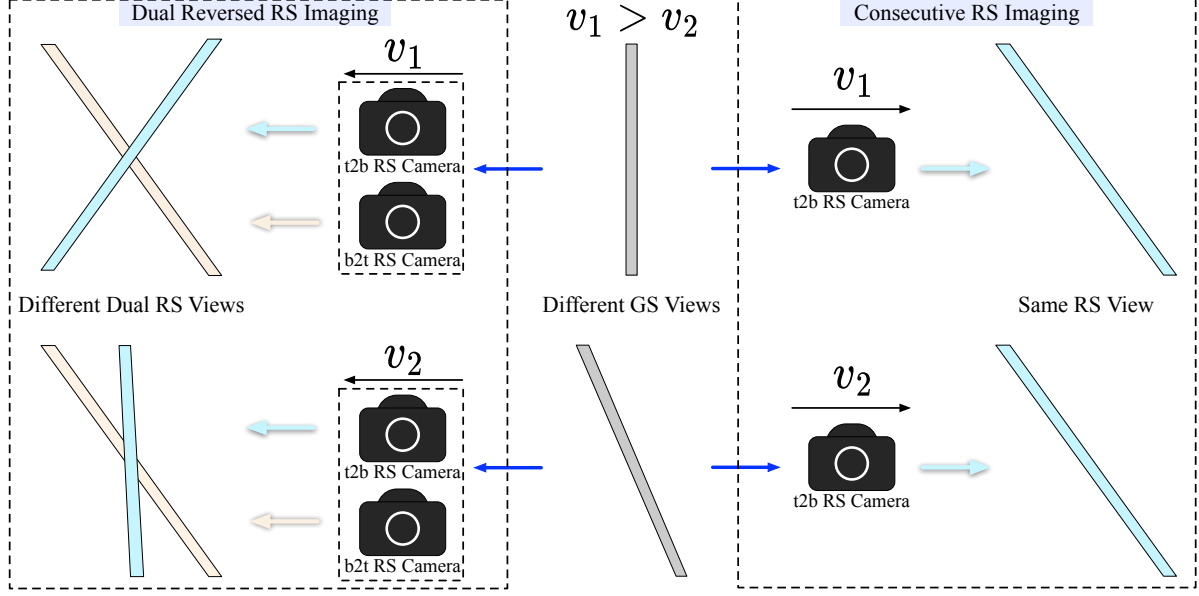 Dual Reversed RS Imaging
v₁ > v₂
Consecutive RS Imaging
v₁
t2b RS Camera
b2t RS Camera
v₁
t2b RS Camera
Different Dual RS Views
Different GS Views
Same RS View
v₂
t2b RS Camera
b2t RS Camera
v₂
t2b RS Camera